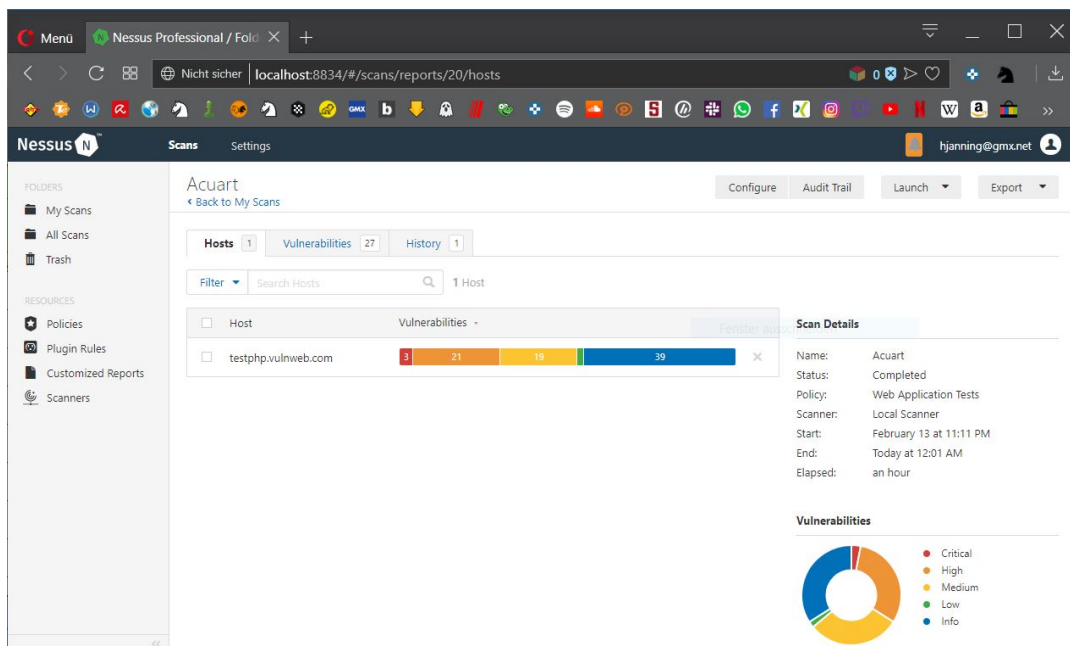 Menü
Nessus Professional / Fold
Nicht sicher
localhost:8834/#/scans/reports/20/hosts
0
Nessus N
Scans
Settings
hjanning@gmx.net
FOLDERS
My Scans
All Scans
Trash
RESOURCES
Policies
Plugin Rules
Customized Reports
Scanners
Acuart
Back to My Scans
Configure
Audit Trail
Launch
Export
Hosts 1
Vulnerabilities 27
History 1
Filter
Search Hosts
1 Host
Host
Vulnerabilities
testphp.vulnweb.com
3 21 19 39
Scan Details
Name: Acuart
Status: Completed
Policy: Web Application Tests
Scanner: Local Scanner
Start: February 13 at 11:11 PM
End: Today at 12:01 AM
Elapsed: an hour
Vulnerabilities
Critical
High
Medium
Low
Info